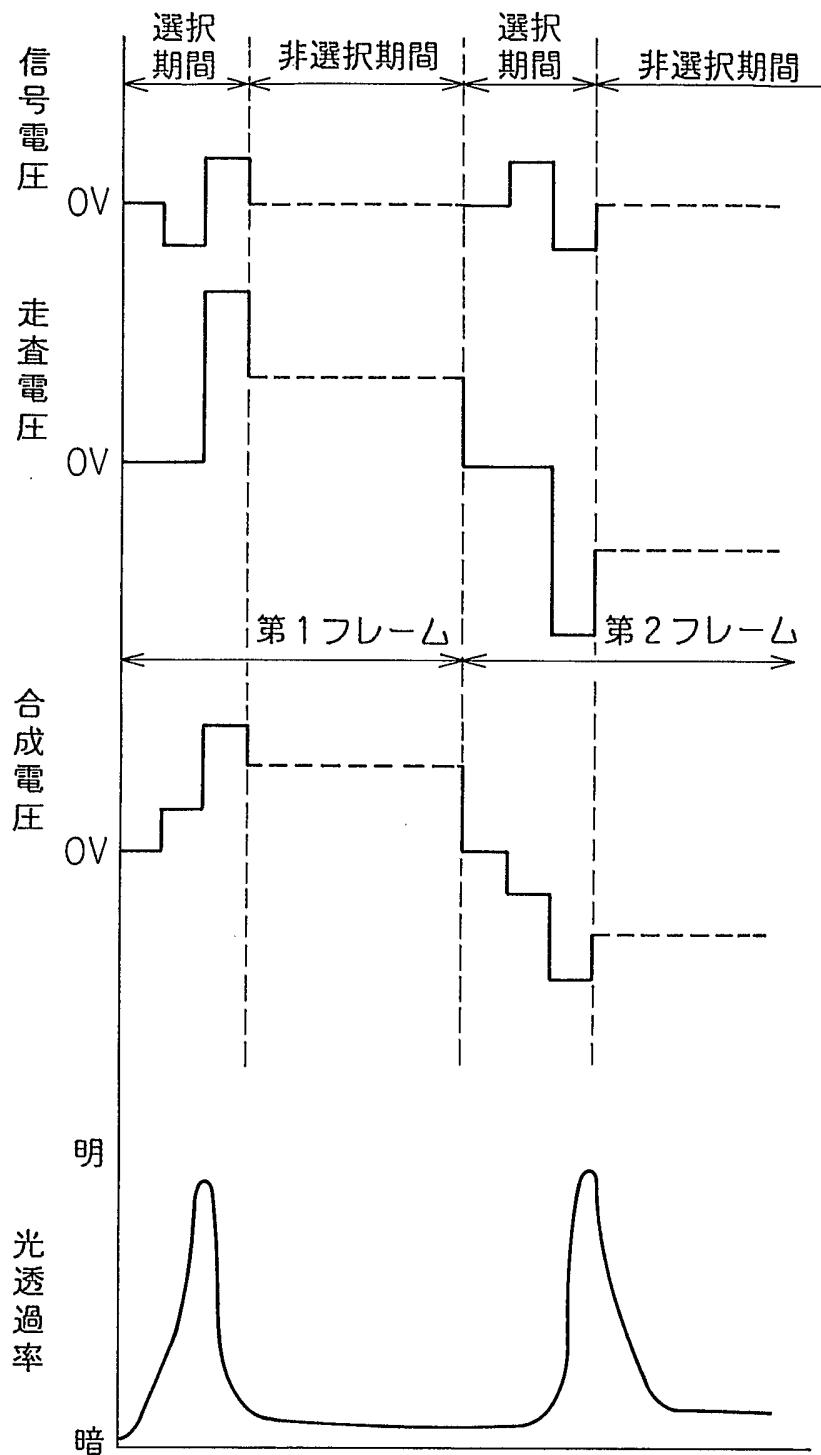 選択
期間
非選択期間
選択
期間
非選択期間
信号電圧
0V
走査電圧
0V
第1フレーム
第2フレーム
合成電圧
0V
明
光透過率
暗